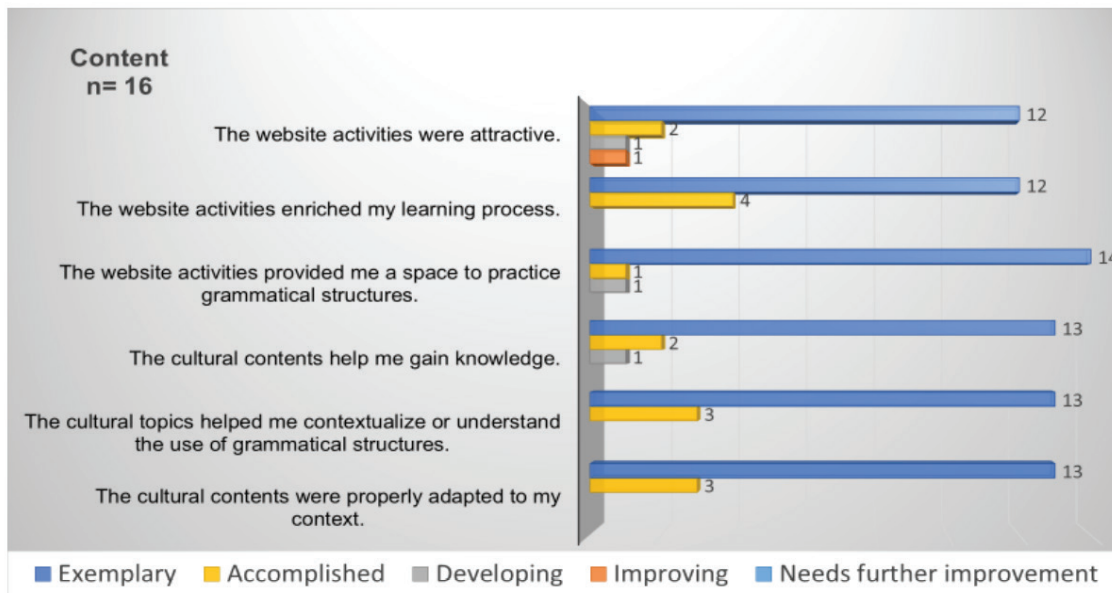 Content
n= 16
The website activities were attractive.
12
2
1
1
The website activities enriched my learning process.
12
4
The website activities provided me a space to practice
grammatical structures.
14
1
1
The cultural contents help me gain knowledge.
13
2
1
The cultural topics helped me contextualize or understand
the use of grammatical structures.
13
3
The cultural contents were properly adapted to my
context.
13
3
Exemplary Accomplished Developing Improving Needs further improvement